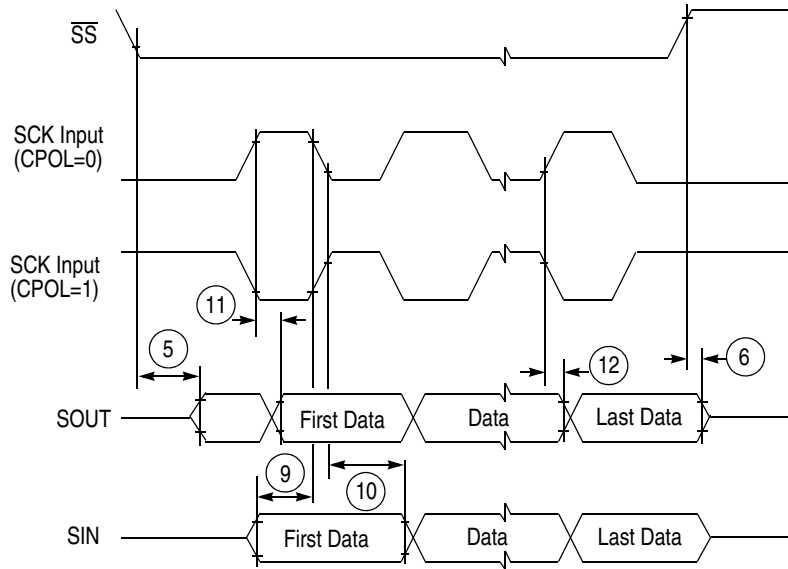 SS
SCK Input
(CPOL=0)
SCK Input
(CPOL=1)
11
5
12
6
SOUT
First Data
Data
Last Data
9
10
SIN
First Data
Data
Last Data